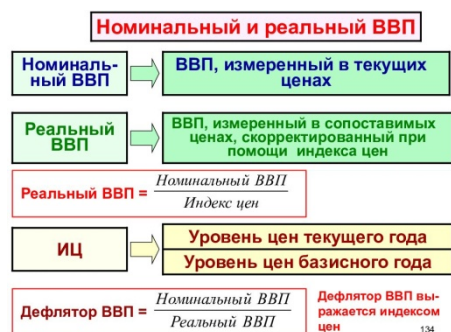 Номинальный и реальный ВВП
Номиналь-
ный ВВП
ВВП, измеренный в текущих
ценах
Реальный
ВВП
ВВП, измеренный в сопоставимых
ценах, скорректированный при
помощи индекса цен
Реальный ВВП = Номинальный ВВП
Индекс цен
ИЦ
Уровень цен текущего года
Уровень цен базисного года
Дефлятор ВВП = Номинальный ВВП
Реальный ВВП
Дефлятор ВВП вы-
ражается индексом
цен
134